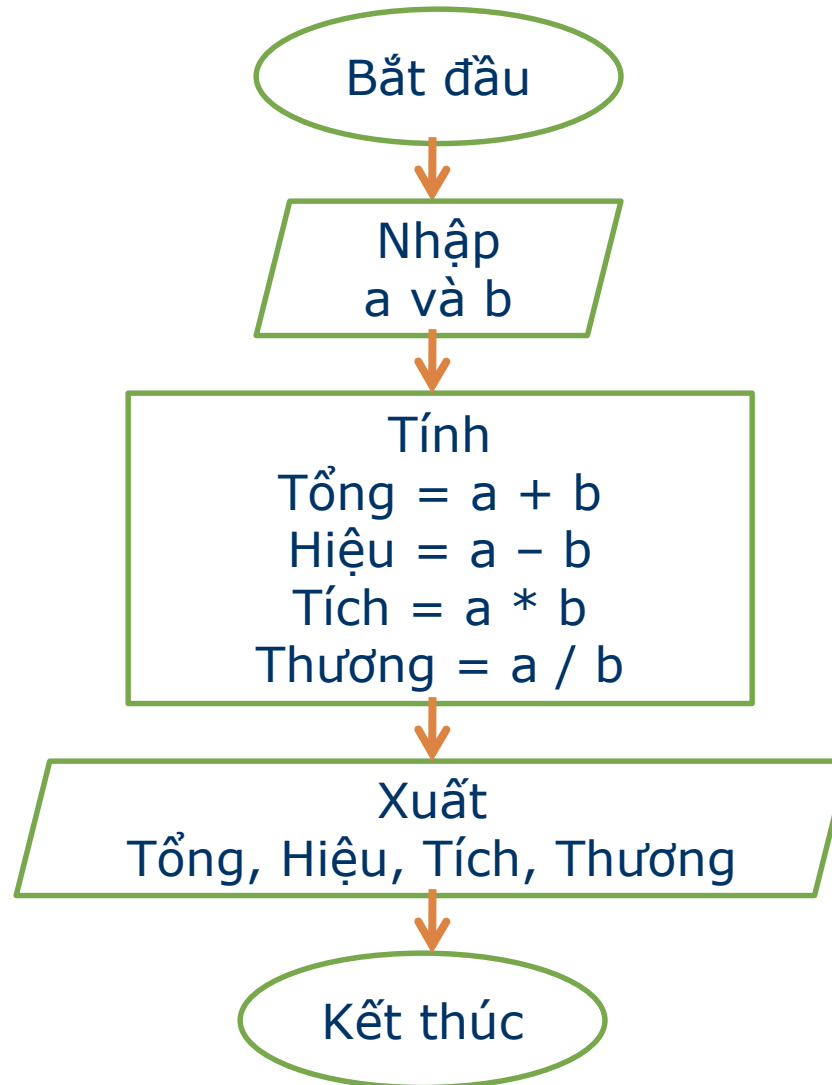 Bắt đầu
Nhập
a và b
Tính
Tổng = a + b
Hiệu = a – b
Tích = a * b
Thương = a / b
Xuất
Tổng, Hiệu, Tích, Thương
Kết thúc